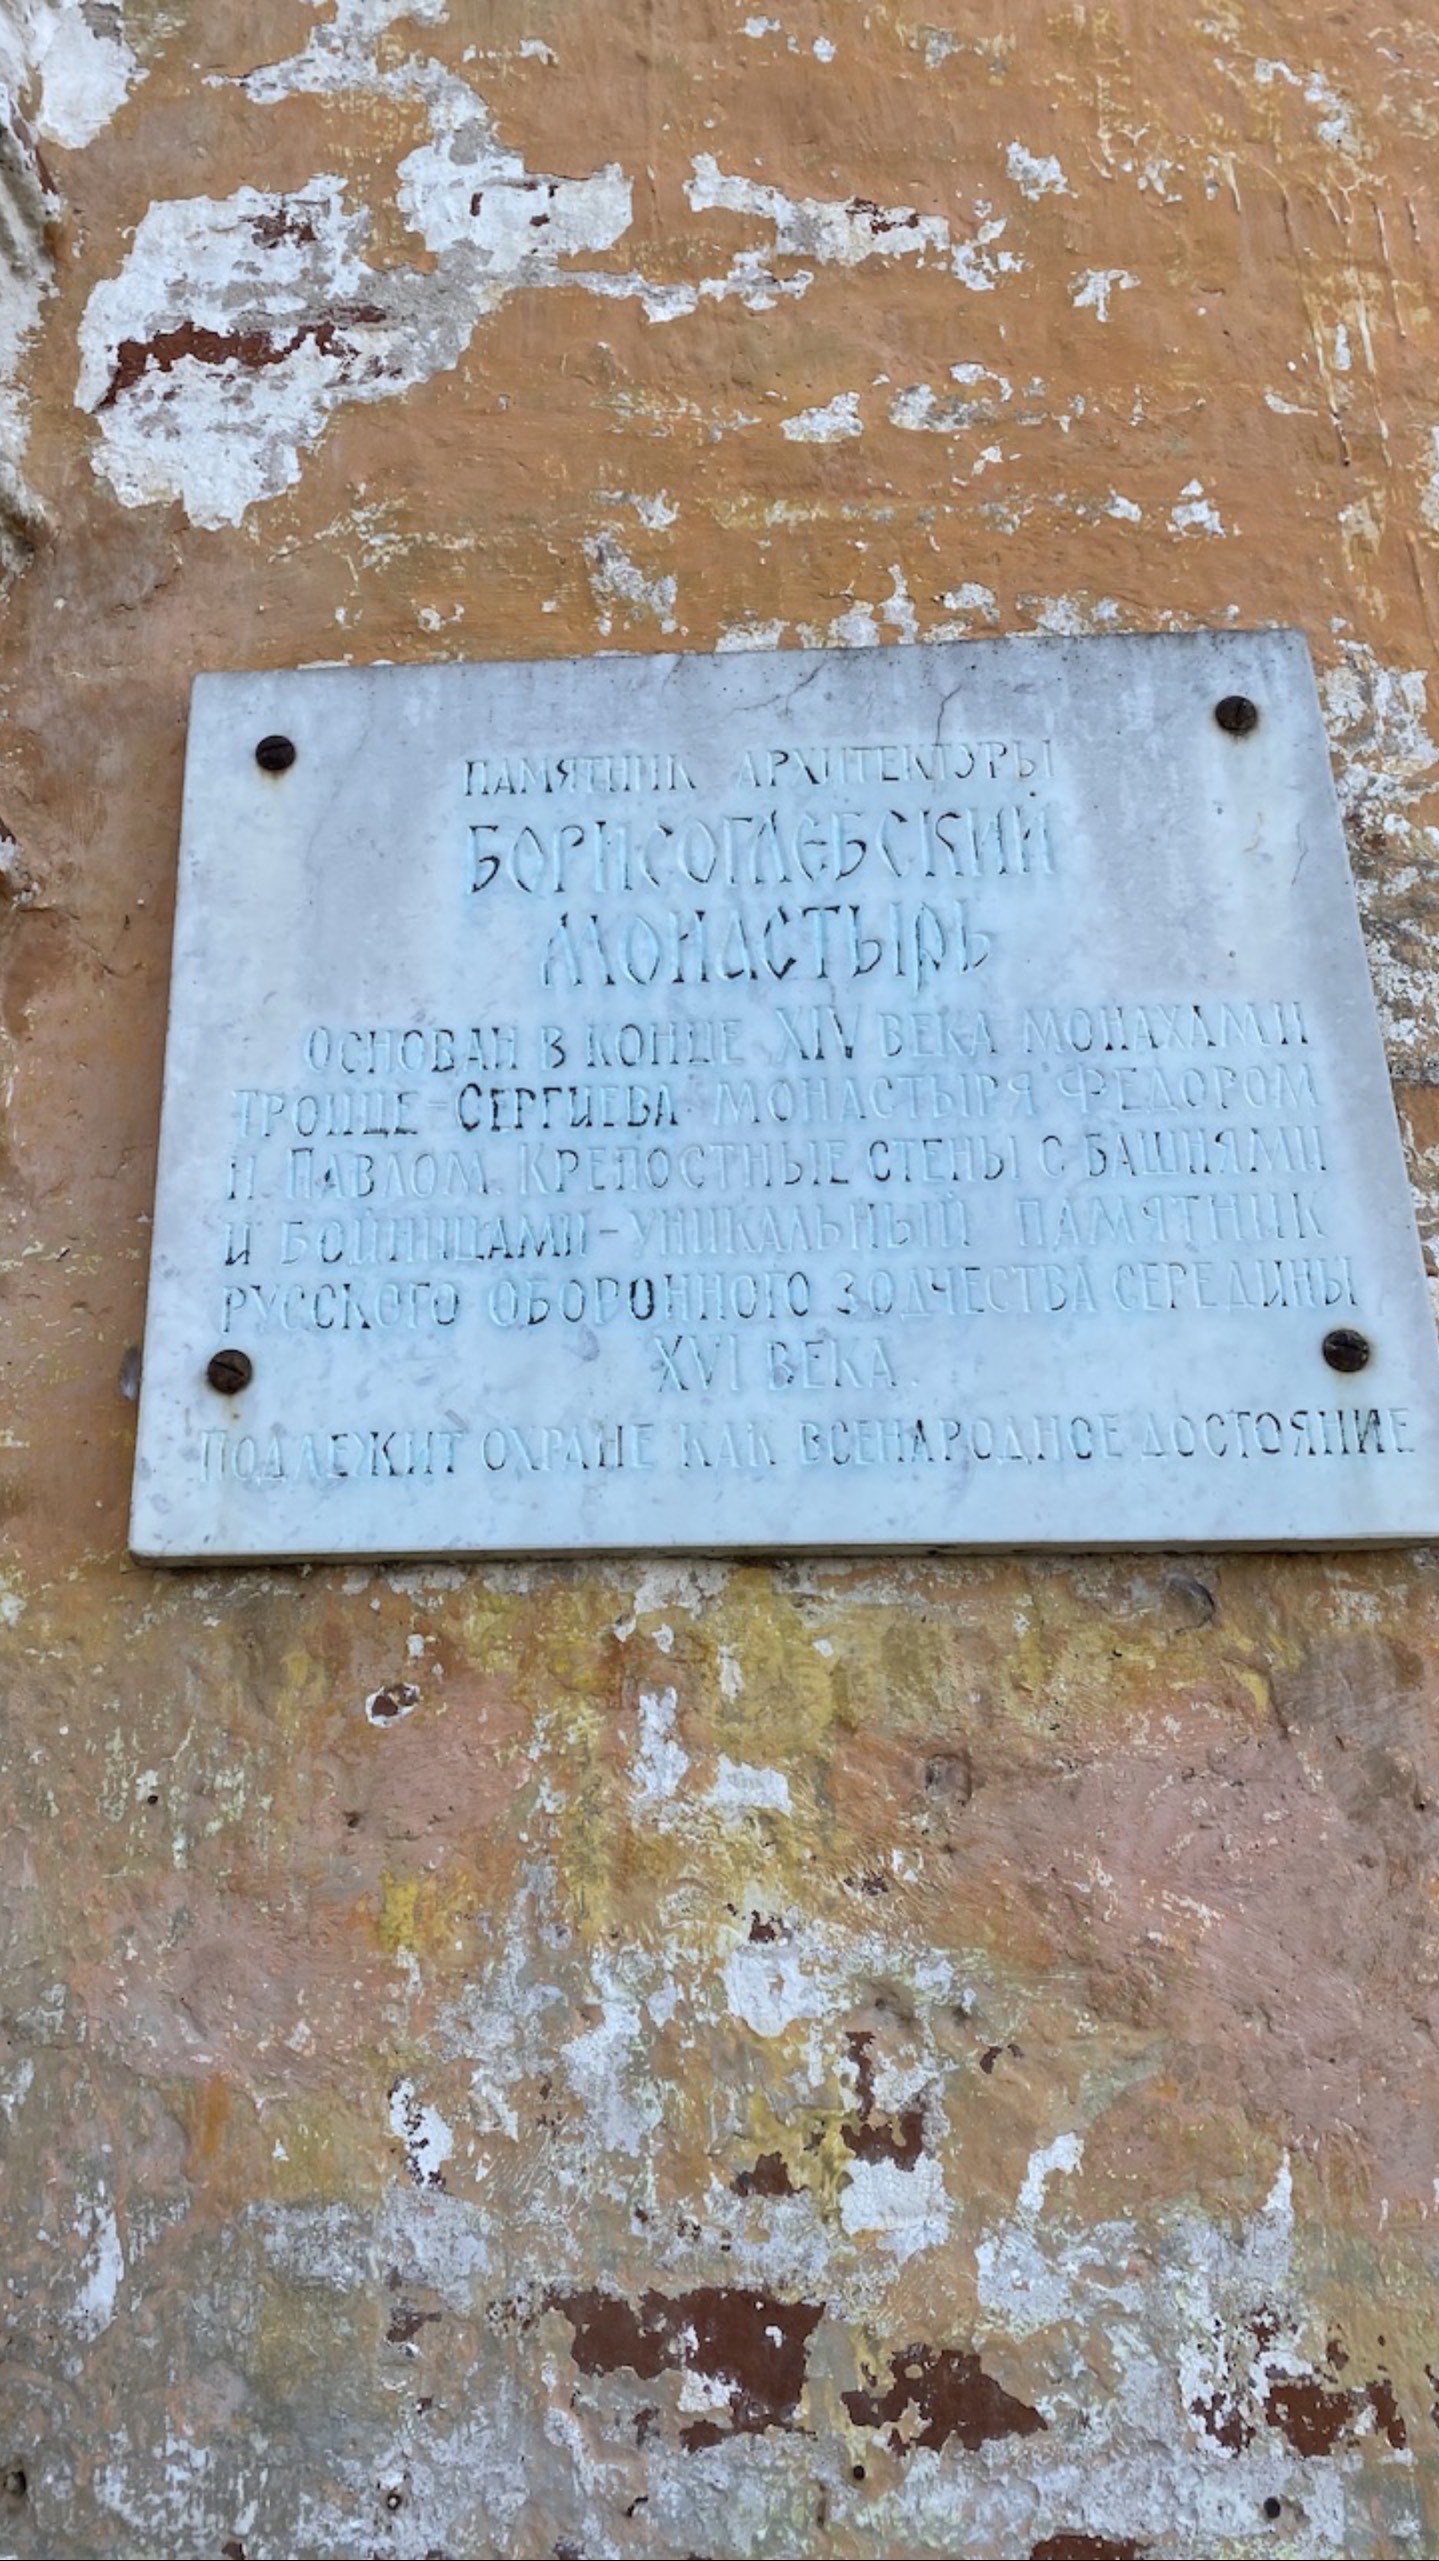 ПАМЯТНИК АРХИТЕКТУРЫ
БОРИСОГЛЕБСКИЙ
МОНАСТЫРЬ
ОСНОВАН В КОНЦЕ XIV ВЕКА МОНАХАМИ
ТРОИЦЕ-СЕРГИЕВА МОНАСТЫРЯ ФЕДОРОМ
И ПАВЛОМ. КРЕПОСТНЫЕ СТЕНЫ С БАШНЯМИ
И БОЙНИЦАМИ-УНИКАЛЬНЫЙ ПАМЯТНИК
РУССКОГО ОБОРОННОГО ЗОДЧЕСТВА СЕРЕДИНЫ
XVI ВЕКА.
ПОДЛЕЖИТ ОХРАНЕ КАК ВСЕНАРОДНОЕ ДОСТОЯНИЕ